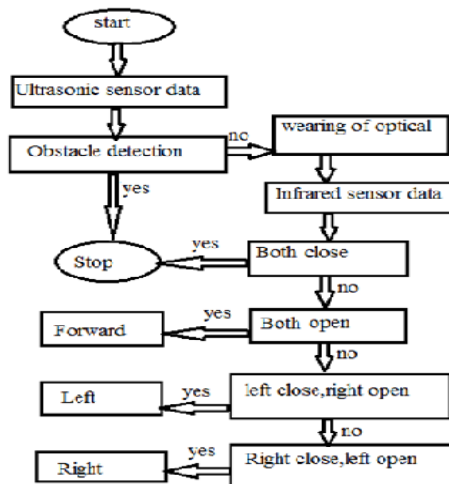 start
Ultrasonic sensor data
Obstacle detection
no
wearing of optical
yes
Infrared sensor data
Stop
yes
Both close
no
Forward
yes
Both open
no
Left
yes
left close,right open
no
Right
yes
Right close,left open